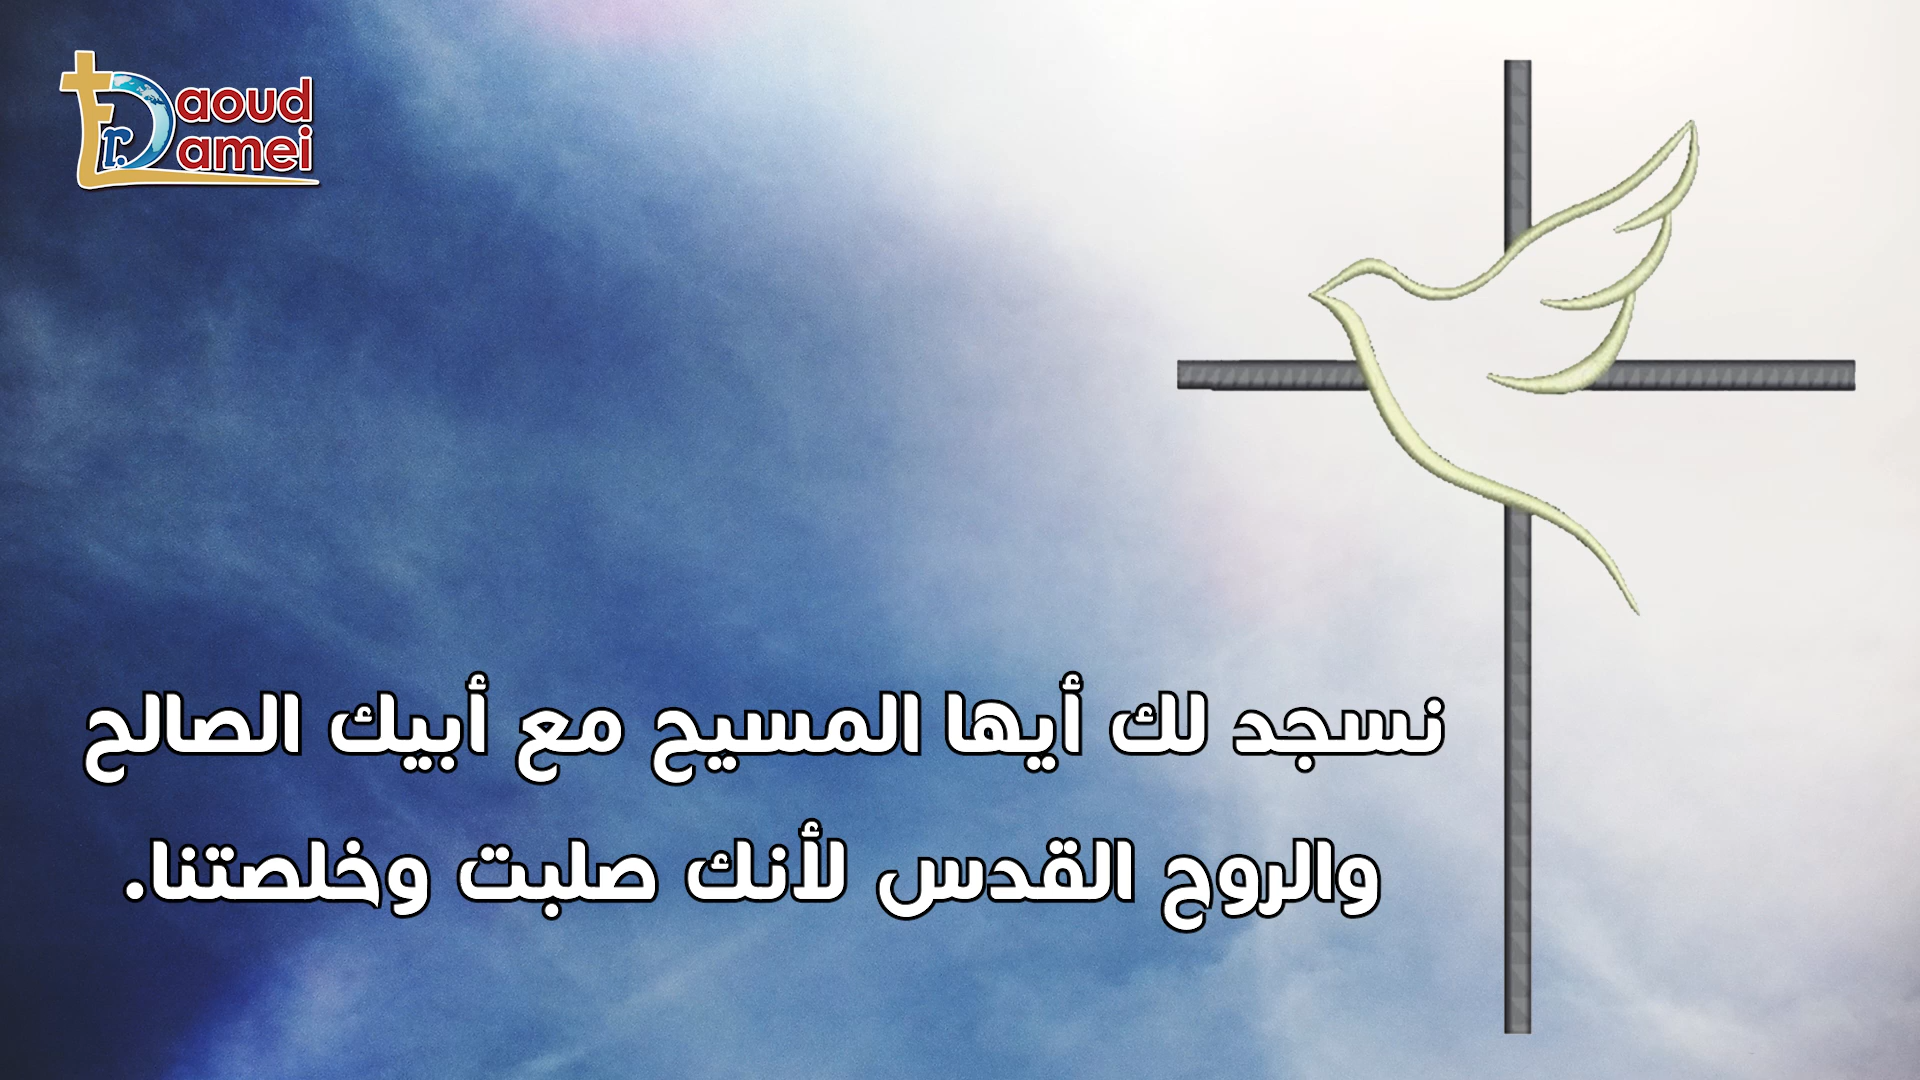 Fr. Daoud
Lamei
نسجد لك أيها المسيح مع أبيك الصالح
والروح القدس لأنك صلبت وخلصتنا.